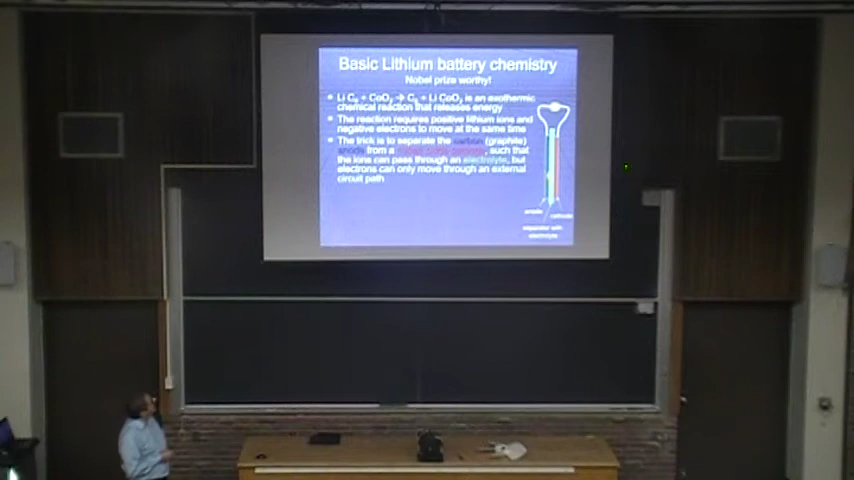 Basic Lithium battery chemistry
Nobel prize worthy!
Li C₆ + CoO₂ → C₆ + Li CoO₂ is an exothermic
chemical reaction that releases energy
The reaction requires positive lithium ions and
negative electrons to move at the same time
The trick is to separate the carbon (graphite)
anode from a , such that
the ions can pass through an electrolyte, but
electrons can only move through an external
circuit path
anode
cathode
separator with
electrolyte